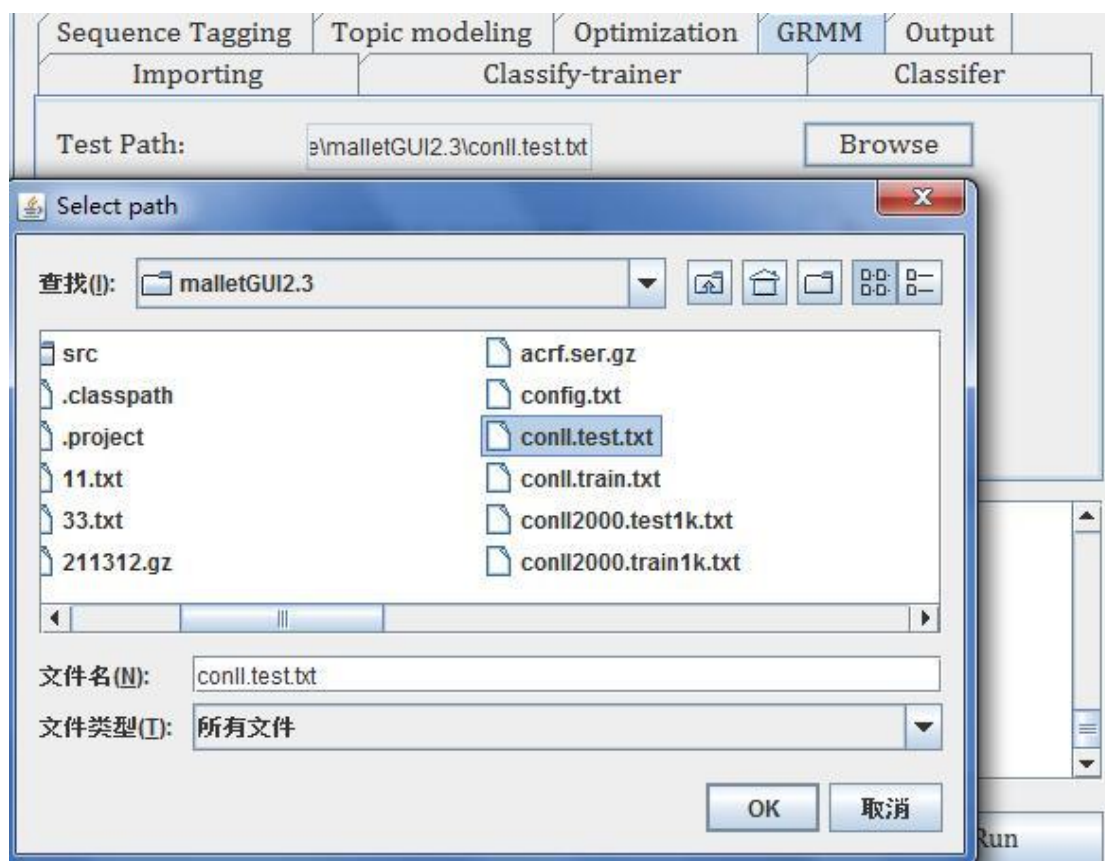 Sequence Tagging Topic modeling Optimization GRMM Output
Importing Classify-trainer Classifer
Test Path: e\malletGUI2.3\conll.test.txt Browse
Select path
查找(I): malletGUI2.3
src acrf.ser.gz
.classpath config.txt
.project conll.test.txt
11.txt conll.train.txt
33.txt conll2000.test1k.txt
211312.gz conll2000.train1k.txt
文件名(N): conll.test.txt
文件类型(T): 所有文件
OK 取消
Run